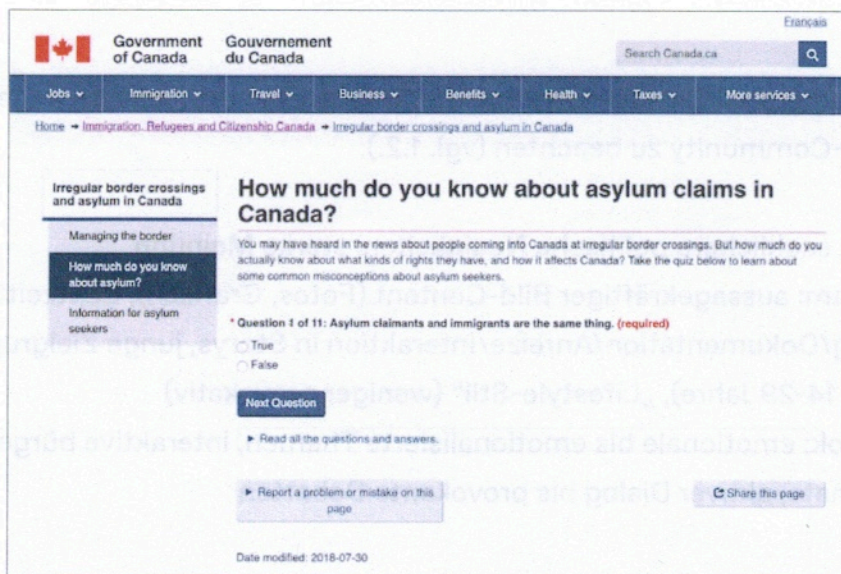 Français
Government of Canada
Gouvernement du Canada
Search Canada.ca
Jobs Immigration Travel Business Benefits Health Taxes More services
Home → Immigration, Refugees and Citizenship Canada → Irregular border crossings and asylum in Canada
-Community zu beachten (vgl. 1.2.)
Irregular border crossings
and asylum in Canada
Managing the border
How much do you know
about asylum?
Information for asylum
seekers
How much do you know about asylum claims in
Canada?
You may have heard in the news about people coming into Canada at irregular border crossings. But how much do you
actually know about what kinds of rights they have, and how it affects Canada? Take the quiz below to learn about
some common misconceptions about asylum seekers.
* Question 1 of 11: Asylum claimants and immigrants are the same thing. (required)
True
False
Next Question
Read all the questions and answers
Report a problem or mistake on this
page
Share this page
Date modified: 2018-07-30